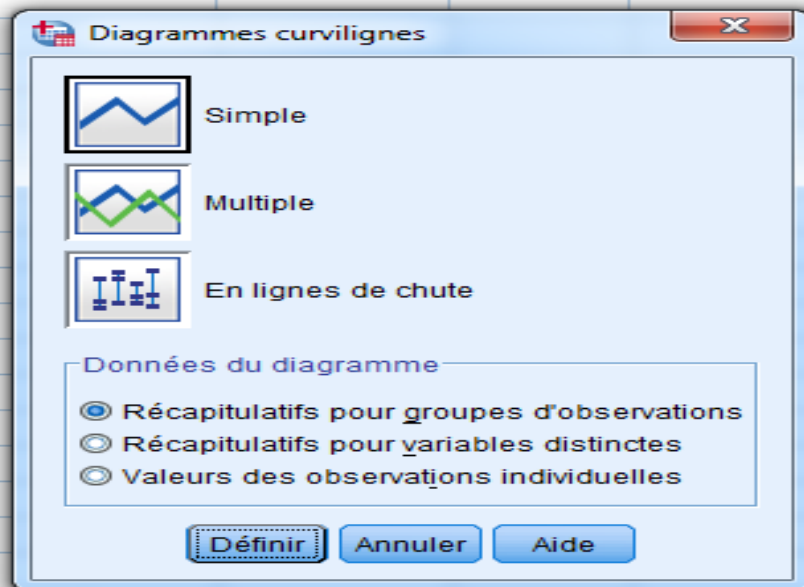 Diagrammes curvilignes
Simple
Multiple
En lignes de chute
Données du diagramme
Récapitulatifs pour groupes d'observations
Récapitulatifs pour variables distinctes
Valeurs des observations individuelles
Définir Annuler Aide